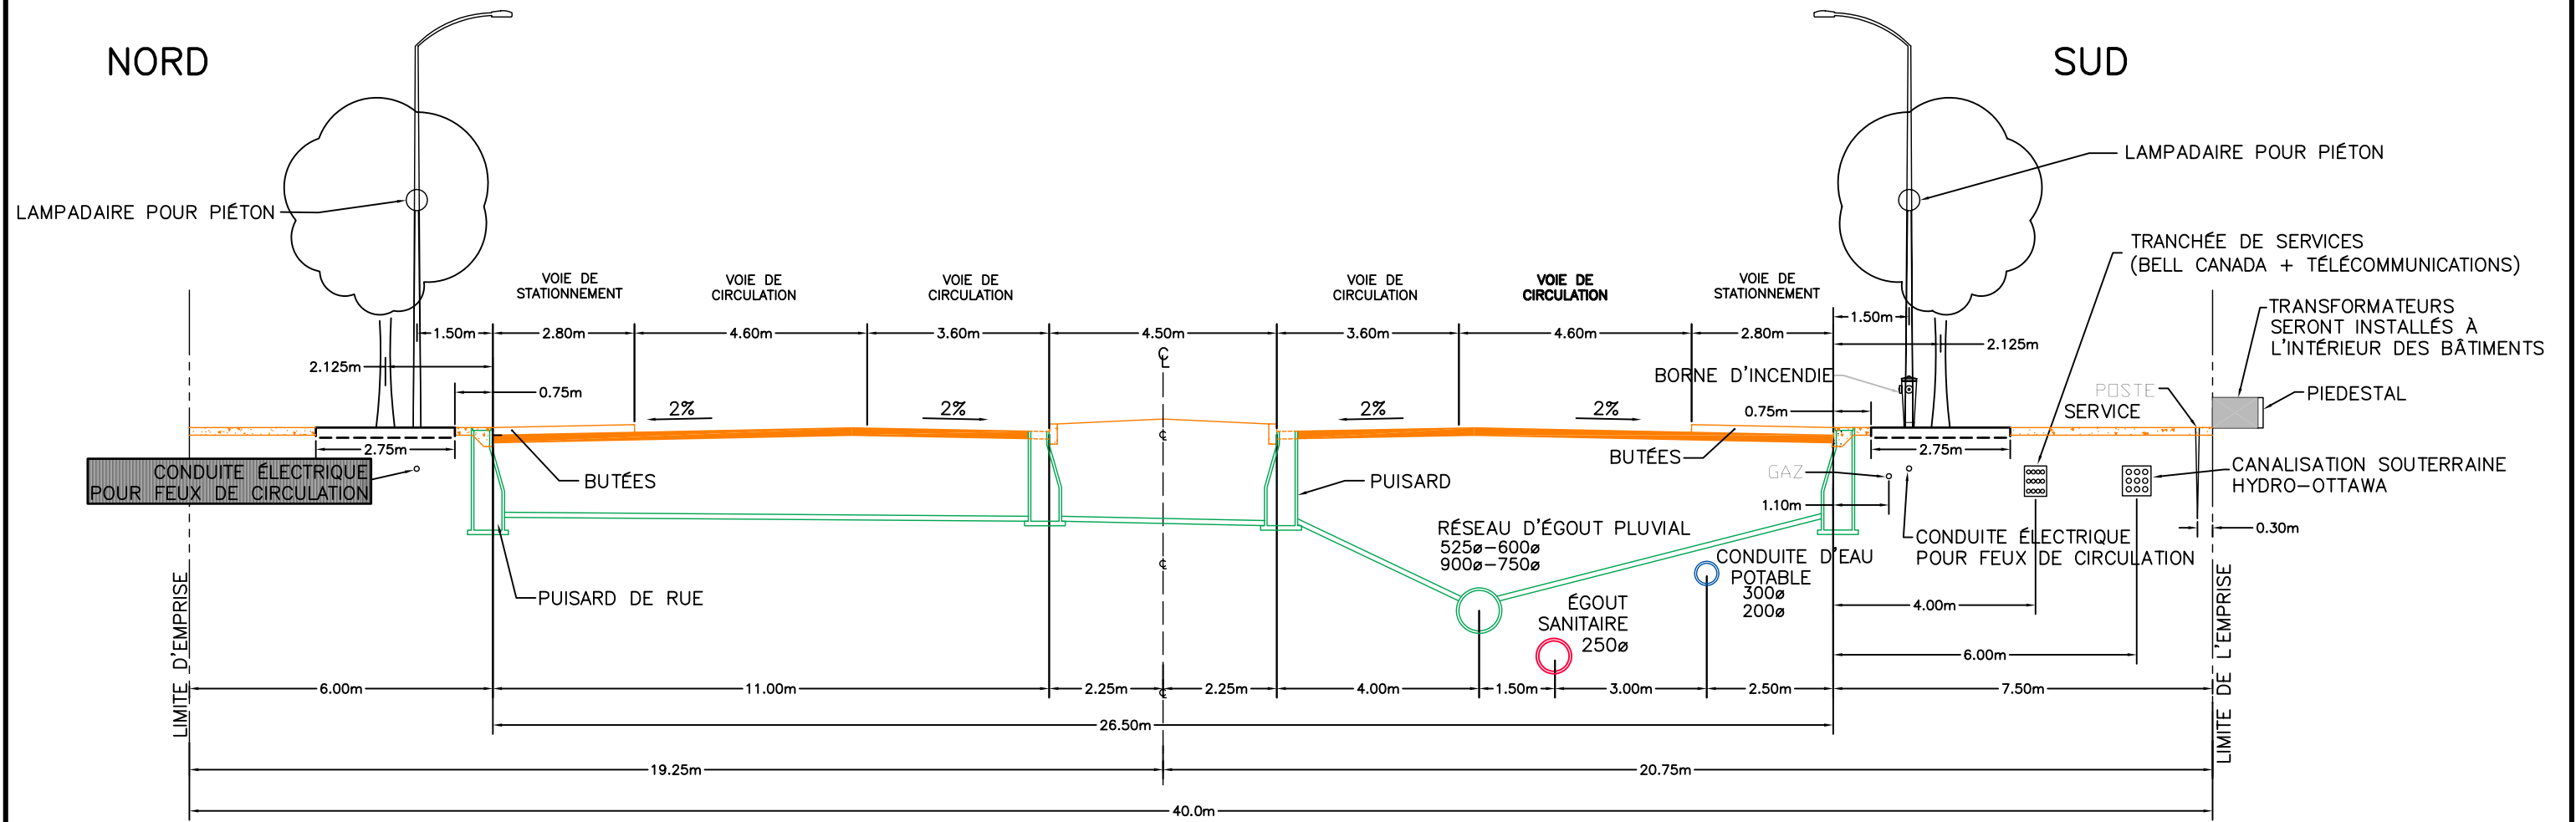 NORD
SUD
LAMPADAIRE POUR PIÉTON
LAMPADAIRE POUR PIÉTON
TRANCHÉE DE SERVICES
(BELL CANADA + TÉLÉCOMMUNICATIONS)
TRANSFORMATEURS
SERONT INSTALLÉS À
L'INTÉRIEUR DES BÂTIMENTS
VOIE DE
STATIONNEMENT
VOIE DE
CIRCULATION
VOIE DE
CIRCULATION
VOIE DE
CIRCULATION
VOIE DE
CIRCULATION
VOIE DE
STATIONNEMENT
1.50m
2.80m
4.60m
3.60m
4.50m
3.60m
4.60m
2.80m
1.50m
2.125m
2.125m
0.75m
BORNE D'INCENDIE
POSTE
PIEDESTAL
2%
2%
2%
2%
0.75m
SERVICE
2.75m
2.75m
CONDUITE ÉLECTRIQUE
POUR FEUX DE CIRCULATION
BUTÉES
PUISARD
BUTÉES
GAZ
CANALISATION SOUTERRAINE
HYDRO-OTTAWA
1.10m
0.30m
RÉSEAU D'ÉGOUT PLUVIAL
525ø-600ø
900ø-750ø
CONDUITE ÉLECTRIQUE
POUR FEUX DE CIRCULATION
CONDUITE D'EAU
POTABLE
300ø
200ø
PUISARD DE RUE
ÉGOUT
SANITAIRE
250ø
4.00m
6.00m
LIMITE D'EMPRISE
LIMITE DE L'EMPRISE
6.00m
11.00m
2.25m
2.25m
4.00m
1.50m
3.00m
2.50m
7.50m
26.50m
19.25m
20.75m
40.0m